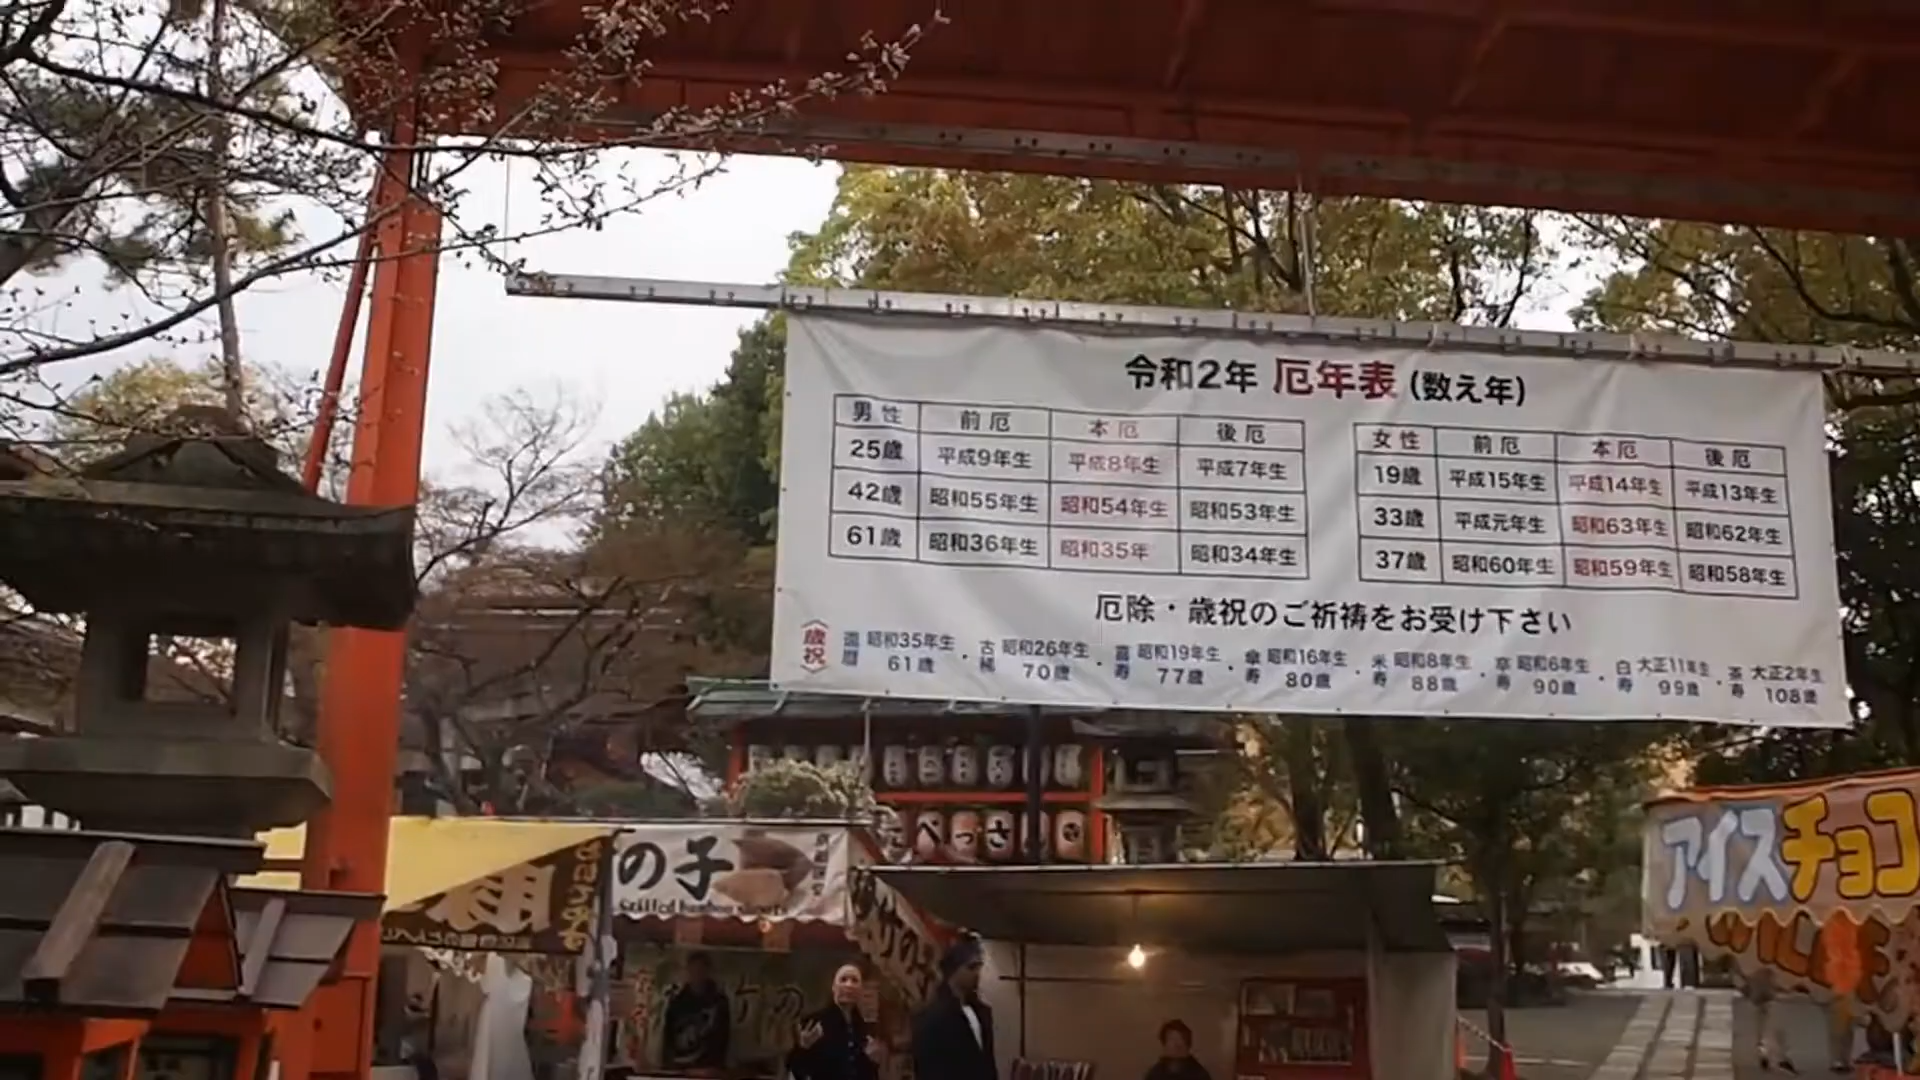 令和2年 厄年表 (数え年)
男性 前厄 本厄 後厄
25歳 平成9年生 平成8年生 平成7年生
42歳 昭和55年生 昭和54年生 昭和53年生
61歳 昭和36年生 昭和35年 昭和34年生
女性 前厄 本厄 後厄
19歳 平成15年生 平成14年生 平成13年生
33歳 平成元年生 昭和63年生 昭和62年生
37歳 昭和60年生 昭和59年生 昭和58年生
厄除・歳祝のご祈祷をお受け下さい
(歳祝) 還暦 昭和35年生 61歳 ・ 古稀 昭和26年生 70歳 ・ 喜寿 昭和19年生 77歳 ・ 傘寿 昭和16年生 80歳 ・ 米寿 昭和8年生 88歳 ・ 卒寿 昭和6年生 90歳 ・ 白寿 大正11年生 99歳 ・ 茶寿 大正2年生 108歳
べっさ
の子
豚
アイスチョコ